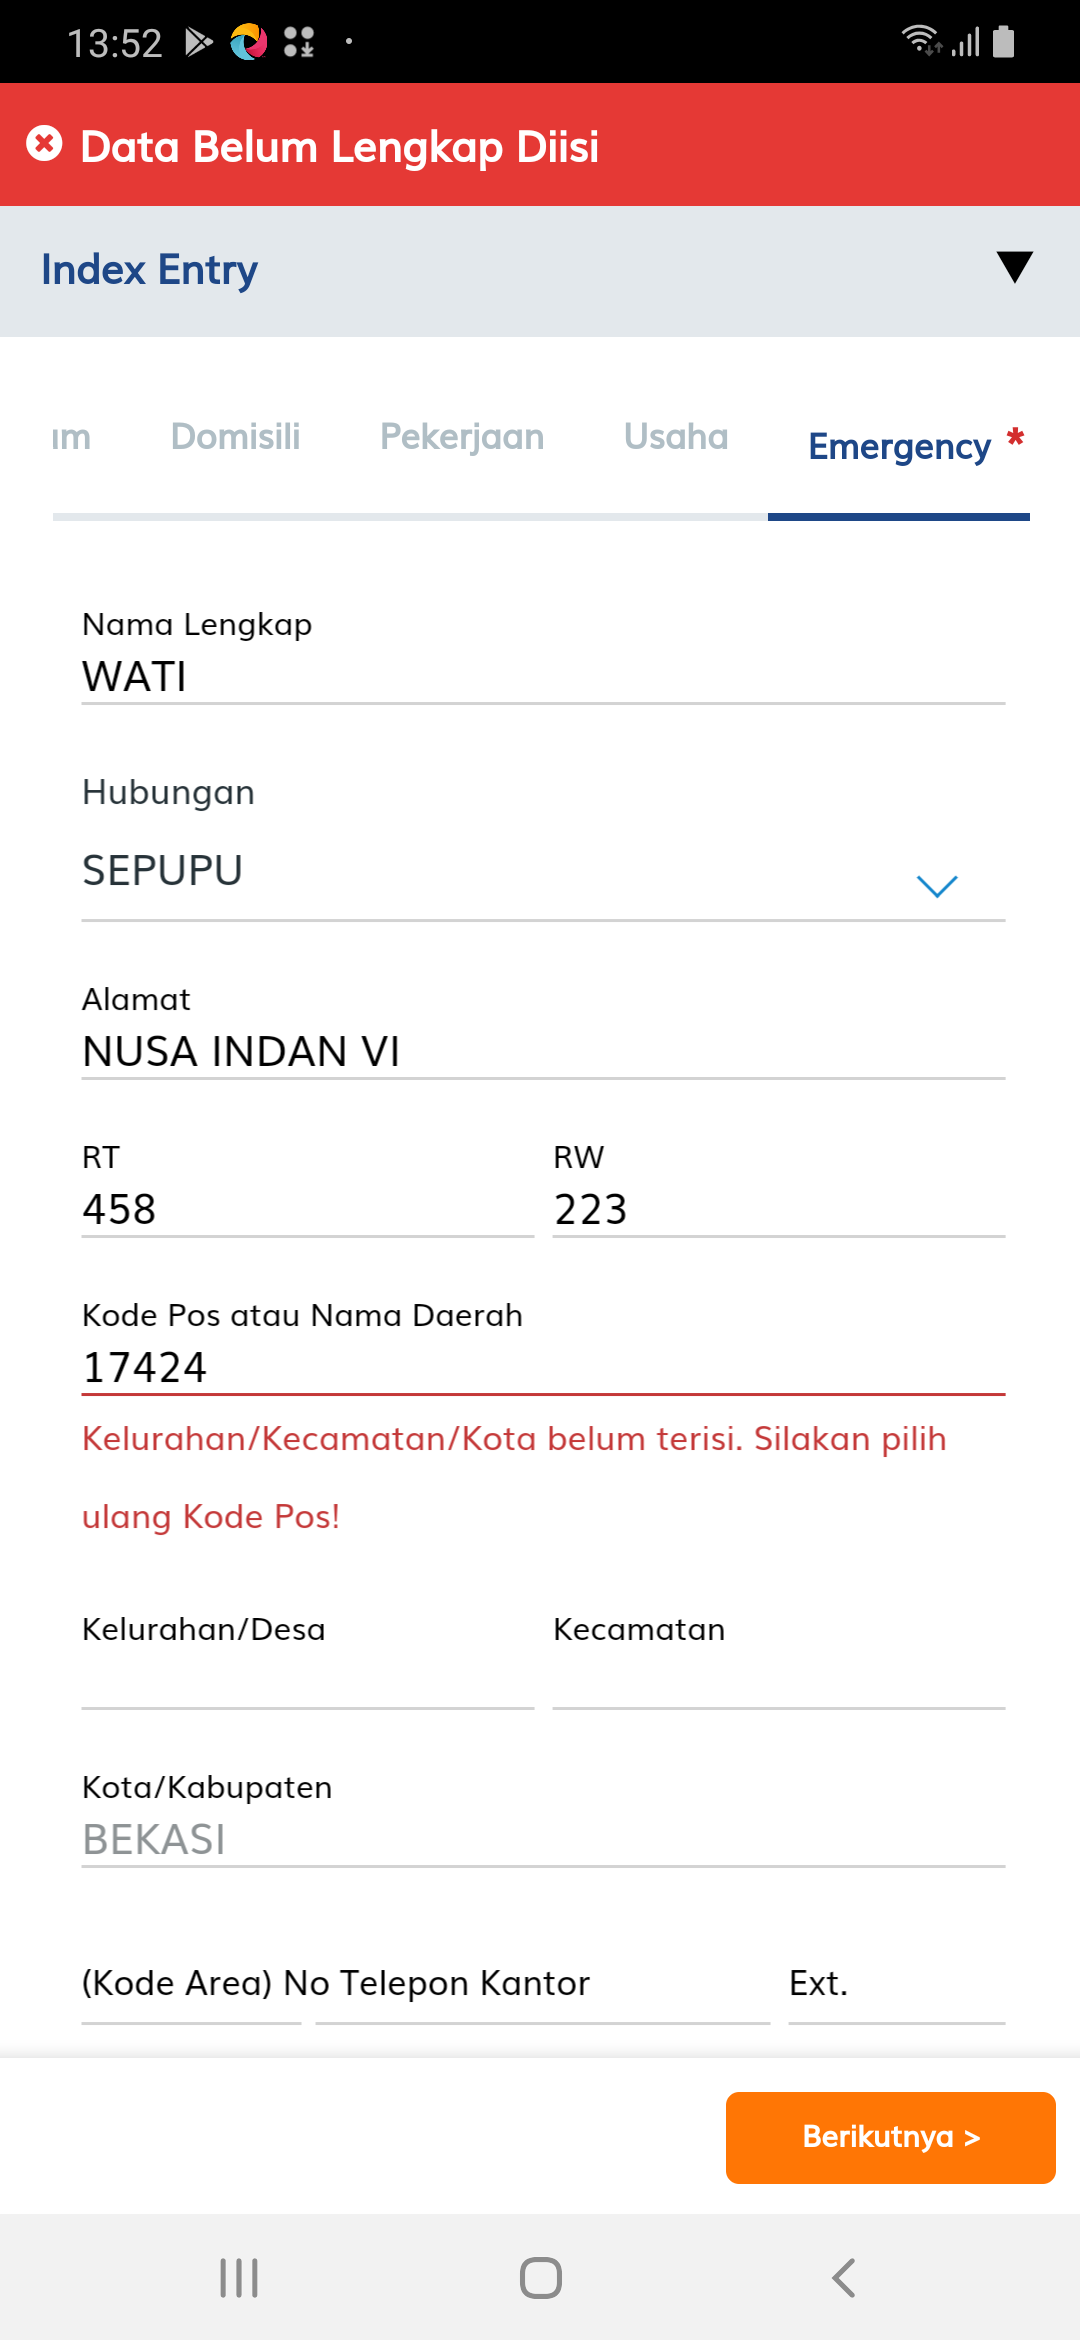 13:52
Data Belum Lengkap Diisi
Index Entry
Domisili Pekerjaan Usaha Emergency *
Nama Lengkap
WATI
Hubungan
SEPUPU
Alamat
NUSA INDAN VI
RT RW
458 223
Kode Pos atau Nama Daerah
17424
Kelurahan/Kecamatan/Kota belum terisi. Silakan pilih
ulang Kode Pos!
Kelurahan/Desa Kecamatan
Kota/Kabupaten
BEKASI
(Kode Area) No Telepon Kantor Ext.
Berikutnya >